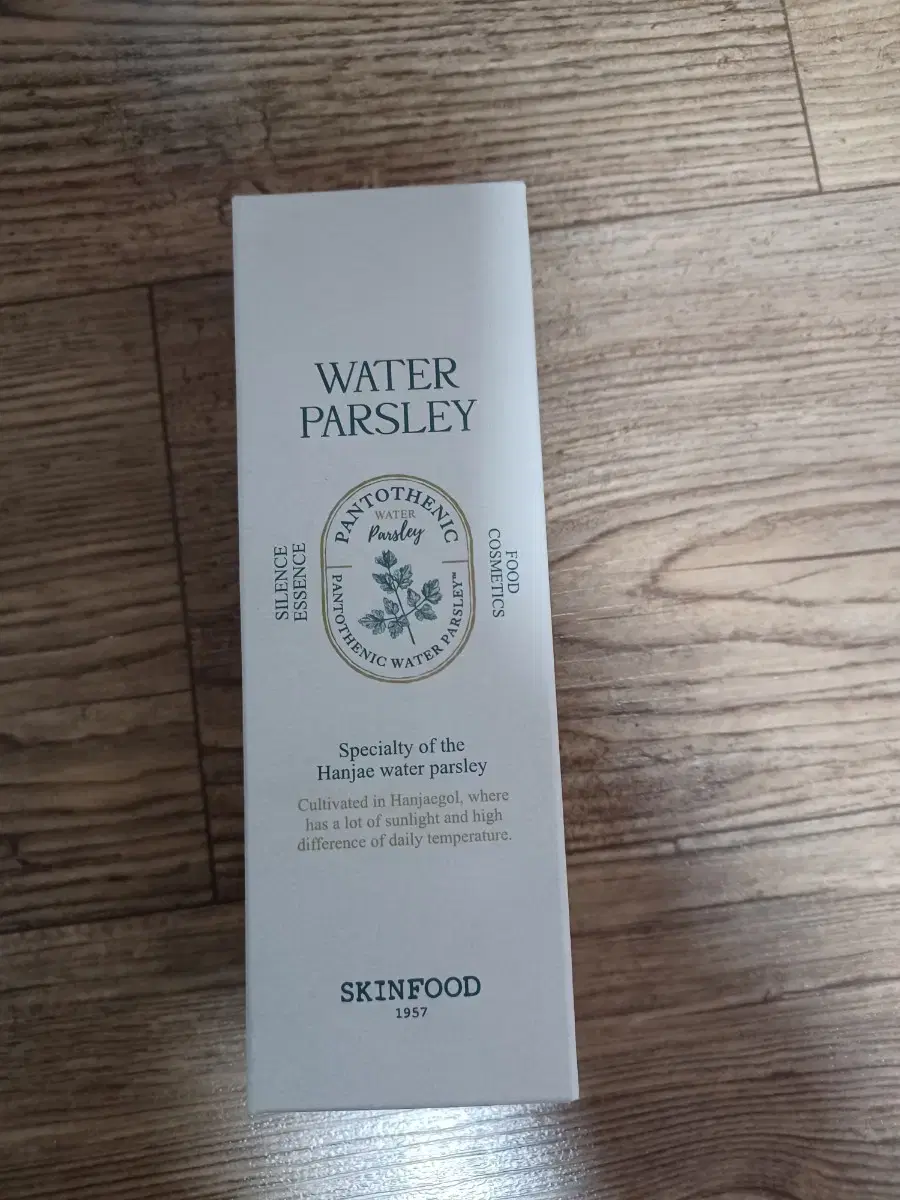 WATER
PARSLEY
PANTOTHENIC
WATER
Parsley
PANTOTHENIC WATER PARSLEY™
SILENCE
ESSENCE
FOOD
COSMETICS
Specialty of the
Hanjae water parsley
Cultivated in Hanjaegol, where
has a lot of sunlight and high
difference of daily temperature.
SKINFOOD
1957